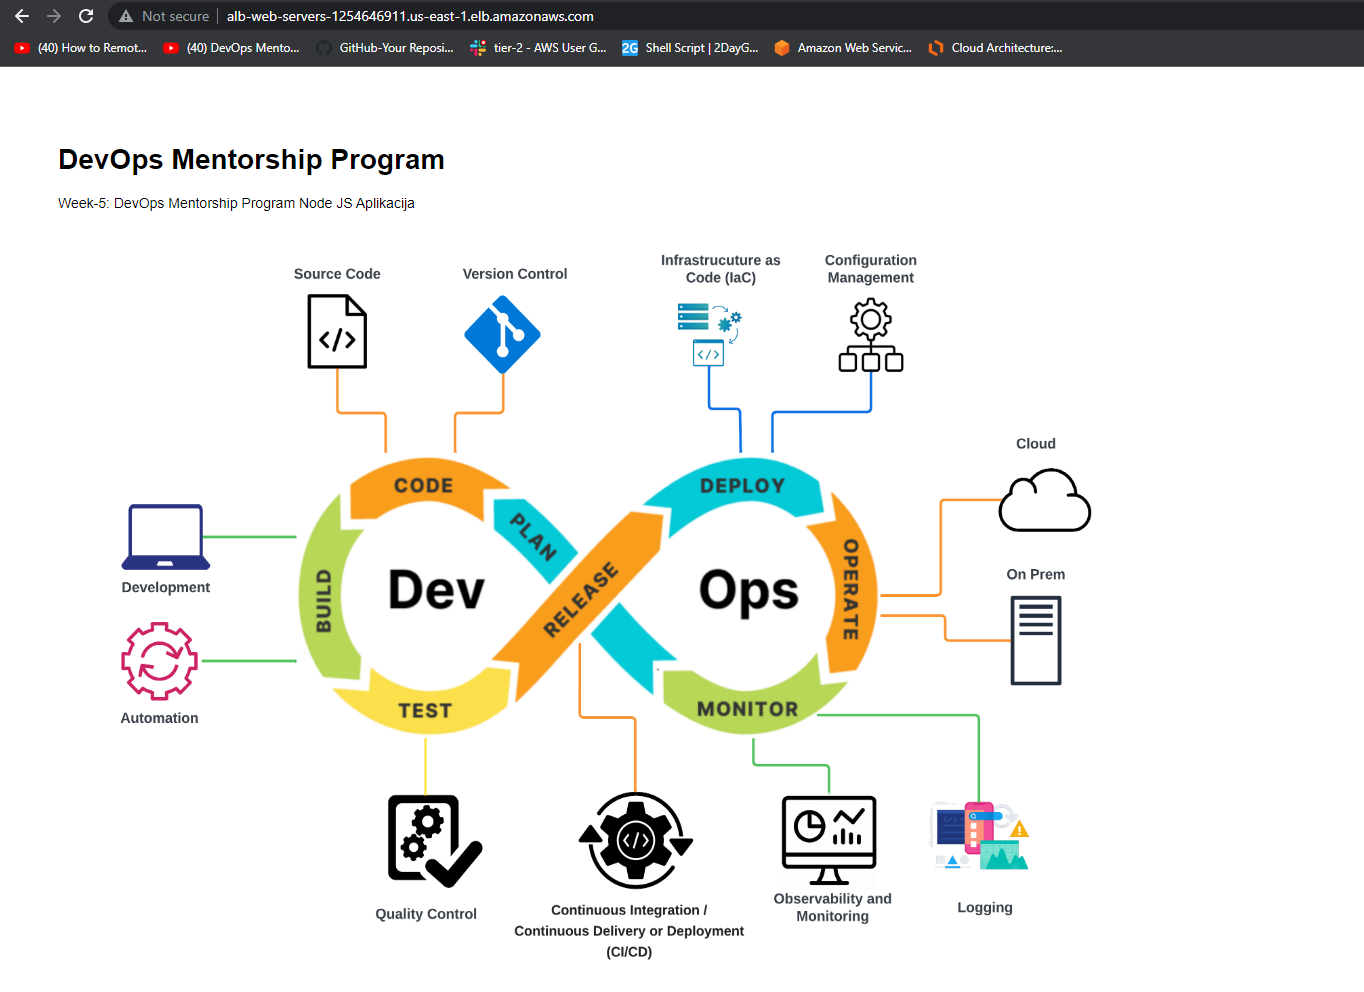 Not secure
alb-web-servers-1254646911.us-east-1.elb.amazonaws.com
(40) How to Remot...
(40) DevOps Mento...
GitHub-Your Reposi...
tier-2 - AWS User G...
2G
Shell Script | 2DayG...
Amazon Web Servic...
Cloud Architecture:...
DevOps Mentorship Program
Week-5: DevOps Mentorship Program Node JS Aplikacija
Source Code
Version Control
Infrastrucuture as
Code (IaC)
Configuration
Management
</>
</>
Cloud
CODE
DEPLOY
PLAN
OPERATE
On Prem
Development
BUILD
Dev
RELEASE
Ops
Automation
TEST
MONITOR
</>
Quality Control
Continuous Integration /
Continuous Delivery or Deployment
(CI/CD)
Observability and
Monitoring
Logging